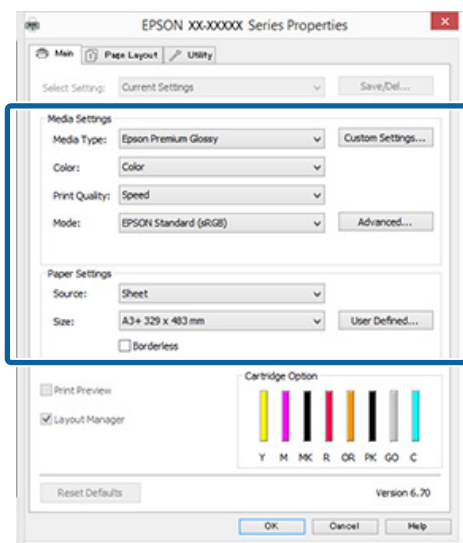 EPSON XX-XXXXX Series Properties
Main Page Layout Utility
Select Setting: Current Settings Save/Del...
Media Settings
Media Type: Epson Premium Glossy Custom Settings...
Color: Color
Print Quality: Speed
Mode: EPSON Standard (sRGB) Advanced...
Paper Settings
Source: Sheet
Size: A3+ 329 x 483 mm User Defined...
Borderless
Print Preview
Layout Manager
Cartridge Option
Y M MK R OR PK GO C
Reset Defaults Version 6.70
OK Cancel Help